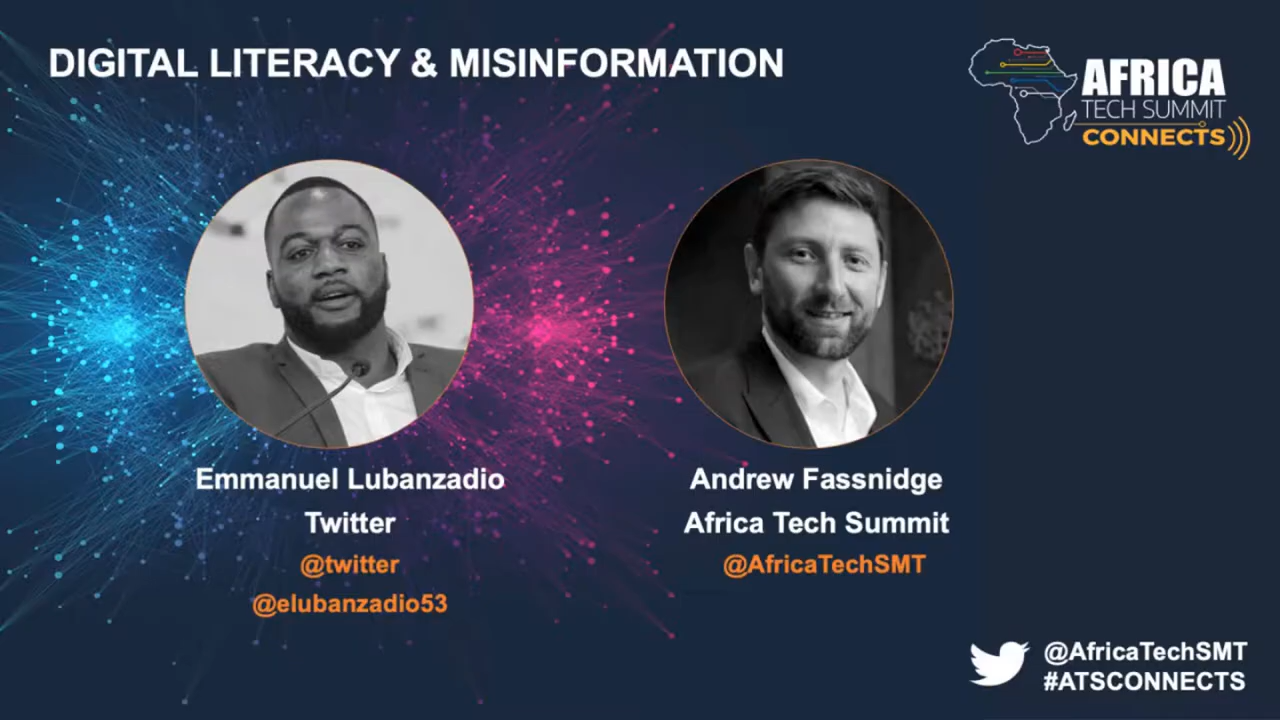 DIGITAL LITERACY & MISINFORMATION
AFRICA
TECH SUMMIT
CONNECTS
Emmanuel Lubanzadio
Twitter
@twitter
@elubanzadio53
Andrew Fassnidge
Africa Tech Summit
@AfricaTechSMT
@AfricaTechSMT
#ATSCONNECTS